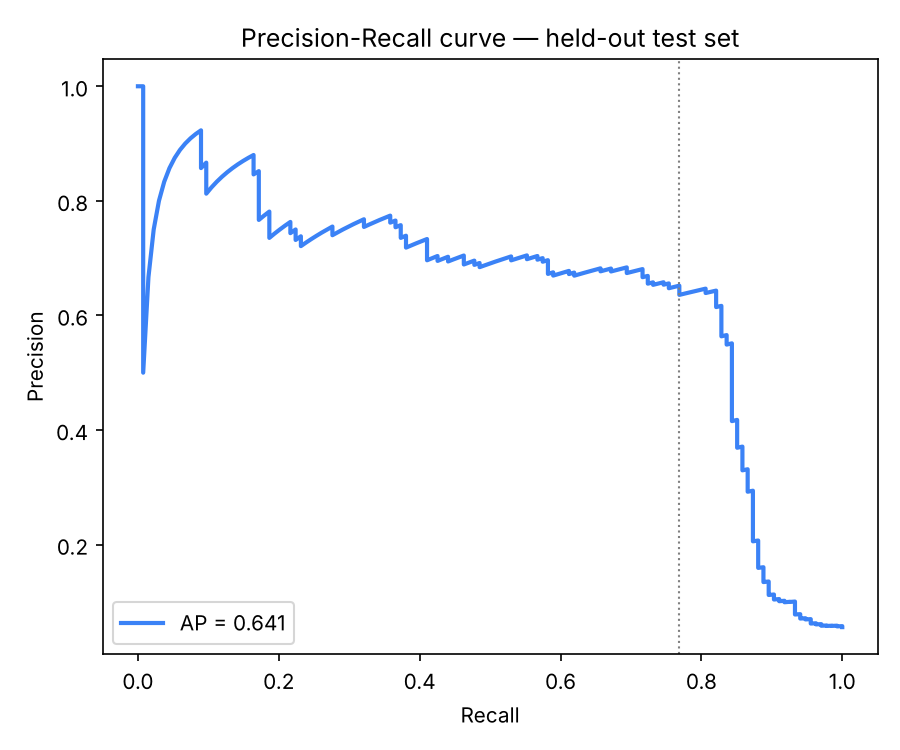 Precision-Recall curve — held-out test set
1.0
0.8
0.6
0.4
0.2
Precision
AP = 0.641
0.0 0.2 0.4 0.6 0.8 1.0
Recall